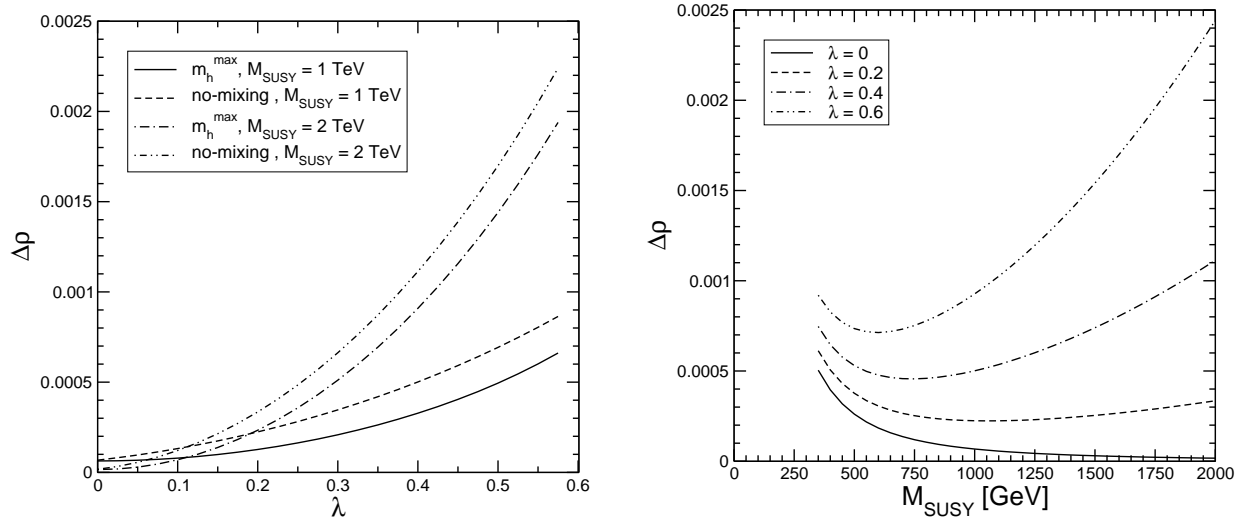 0.0025
0.002
0.0015
0.001
0.0005
0
Δρ
m_h^max, M_SUSY = 1 TeV
no-mixing , M_SUSY = 1 TeV
m_h^max, M_SUSY = 2 TeV
no-mixing , M_SUSY = 2 TeV
0 0.1 0.2 0.3 0.4 0.5 0.6
λ
0.0025
0.002
0.0015
0.001
0.0005
0
Δρ
λ = 0
λ = 0.2
λ = 0.4
λ = 0.6
0 250 500 750 1000 1250 1500 1750 2000
M_SUSY [GeV]